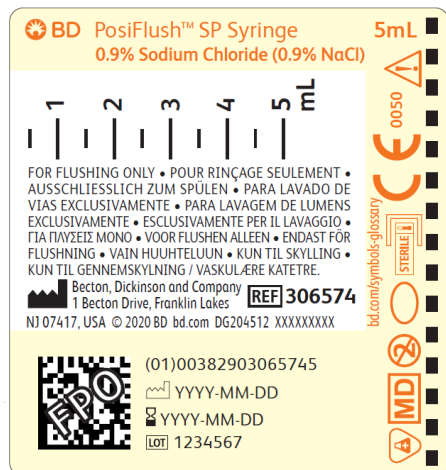 BD PosiFlush™ SP Syringe 5mL
0.9% Sodium Chloride (0.9% NaCl)
1 2 3 4 5 mL
FOR FLUSHING ONLY • POUR RINÇAGE SEULEMENT •
AUSSCHLIESSLICH ZUM SPÜLEN • PARA LAVADO DE
VIAS EXCLUSIVAMENTE • PARA LAVAGEM DE LUMENS
EXCLUSIVAMENTE • ESCLUSIVAMENTE PER IL LAVAGGIO •
ΓΙΑ ΠΛΥΣΕΙΣ ΜΟΝΟ • VOOR FLUSHEN ALLEEN • ENDAST FÖR
FLUSHNING • VAIN HUUHTELUUN • KUN TIL SKYLLING •
KUN TIL GENNEMSKYLNING / VASKULÆRE KATETRE.
Becton, Dickinson and Company
1 Becton Drive, Franklin Lakes
REF 306574
NJ 07417, USA © 2020 BD bd.com DG204512 XXXXXXXXX
FPO
(01)00382903065745
YYYY-MM-DD
YYYY-MM-DD
LOT 1234567
CE 0050
bd.com/symbols-glossary
STERILE
2
MD